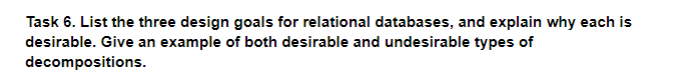 Task 6. List the three design goals for relational databases, and explain why each is
desirable. Give an example of both desirable and undesirable types of
decompositions.